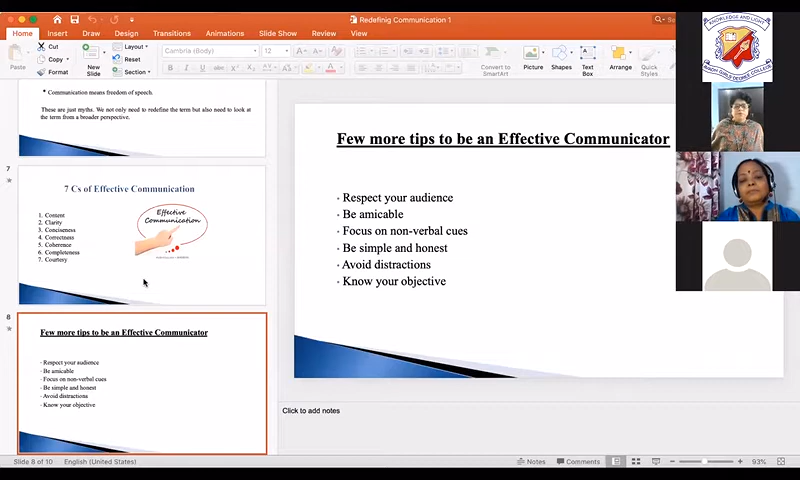 Redefinig Communication 1
Home Insert Draw Design Transitions Animations Slide Show Review View
Paste
Cut
Copy
Format
New
Slide
Layout
Reset
Section
Cambria (Body)
12
Convert to
SmartArt
Picture
Shapes
Text
Box
Arrange
Quick
Styles
KNOWLEDGE AND LIGHT
• Communication means freedom of speech.
These are just myths. We not only need to redefine the term but also need to look
at the term from a broader perspective.
7
7 Cs of Effective Communication
1. Content
2. Clarity
3. Conciseness
4. Correctness
5. Coherence
6. Completeness
7. Courtesy
Effective
Communication
8
Few more tips to be an Effective Communicator
· Respect your audience
· Be amicable
· Focus on non-verbal cues
· Be simple and honest
· Avoid distractions
· Know your objective
Few more tips to be an Effective Communicator
· Respect your audience
· Be amicable
· Focus on non-verbal cues
· Be simple and honest
· Avoid distractions
· Know your objective
Click to add notes
Slide 8 of 10 English (United States) Notes Comments 93%